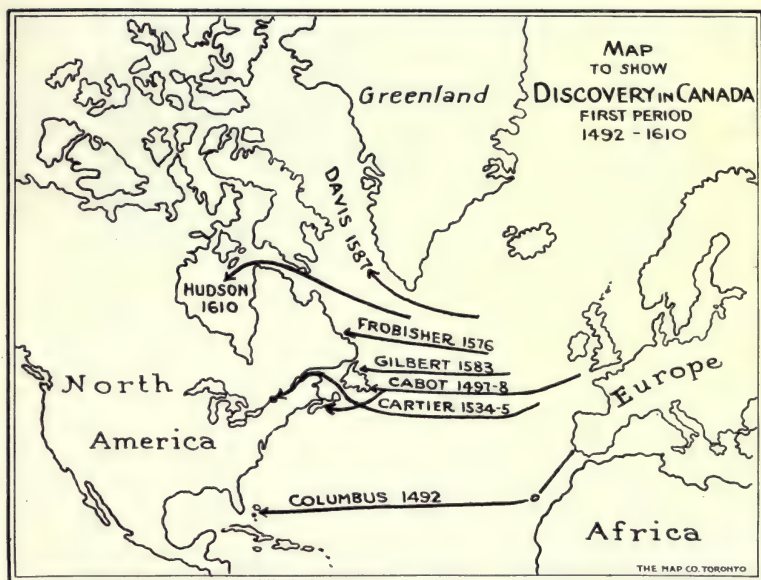 MAP
TO SHOW
DISCOVERY IN CANADA
FIRST PERIOD
1492 - 1610
Greenland
DAVIS 1587
HUDSON
1610
FROBISHER 1576
GILBERT 1583
CABOT 1497-8
CARTIER 1534-5
North
America
Europe
COLUMBUS 1492
Africa
THE MAP CO. TORONTO